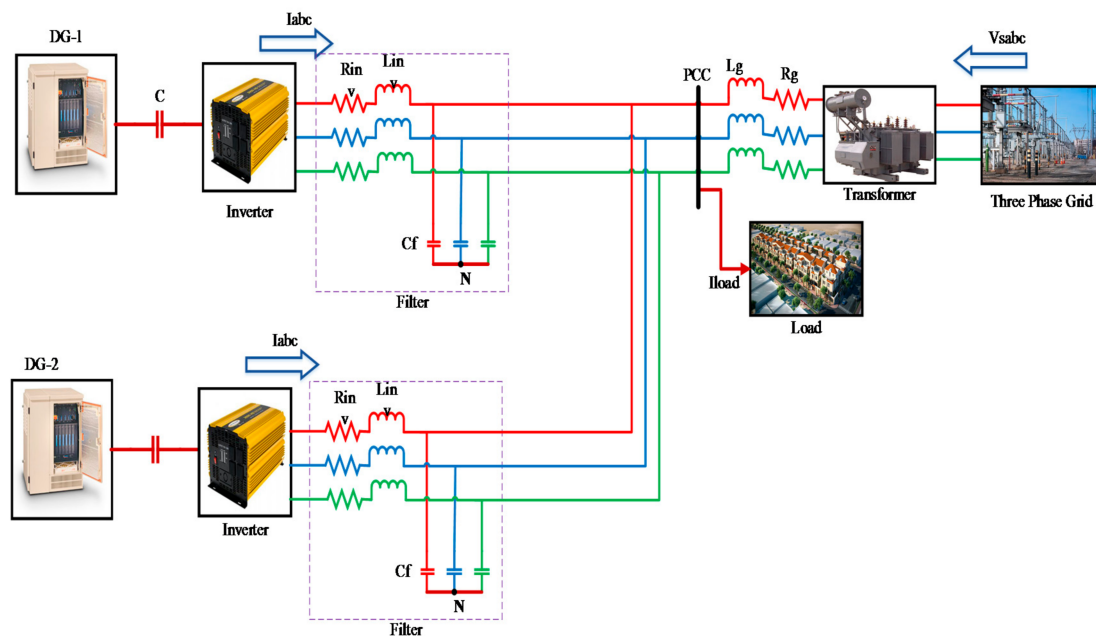 DG-1
Iabc
Vsabc
C
Rin
v
Lin
v
PCC
Lg
Rg
Inverter
Transformer
Three Phase Grid
Cf
N
Filter
Iload
Load
DG-2
Iabc
Rin
v
Lin
v
Inverter
Cf
N
Filter